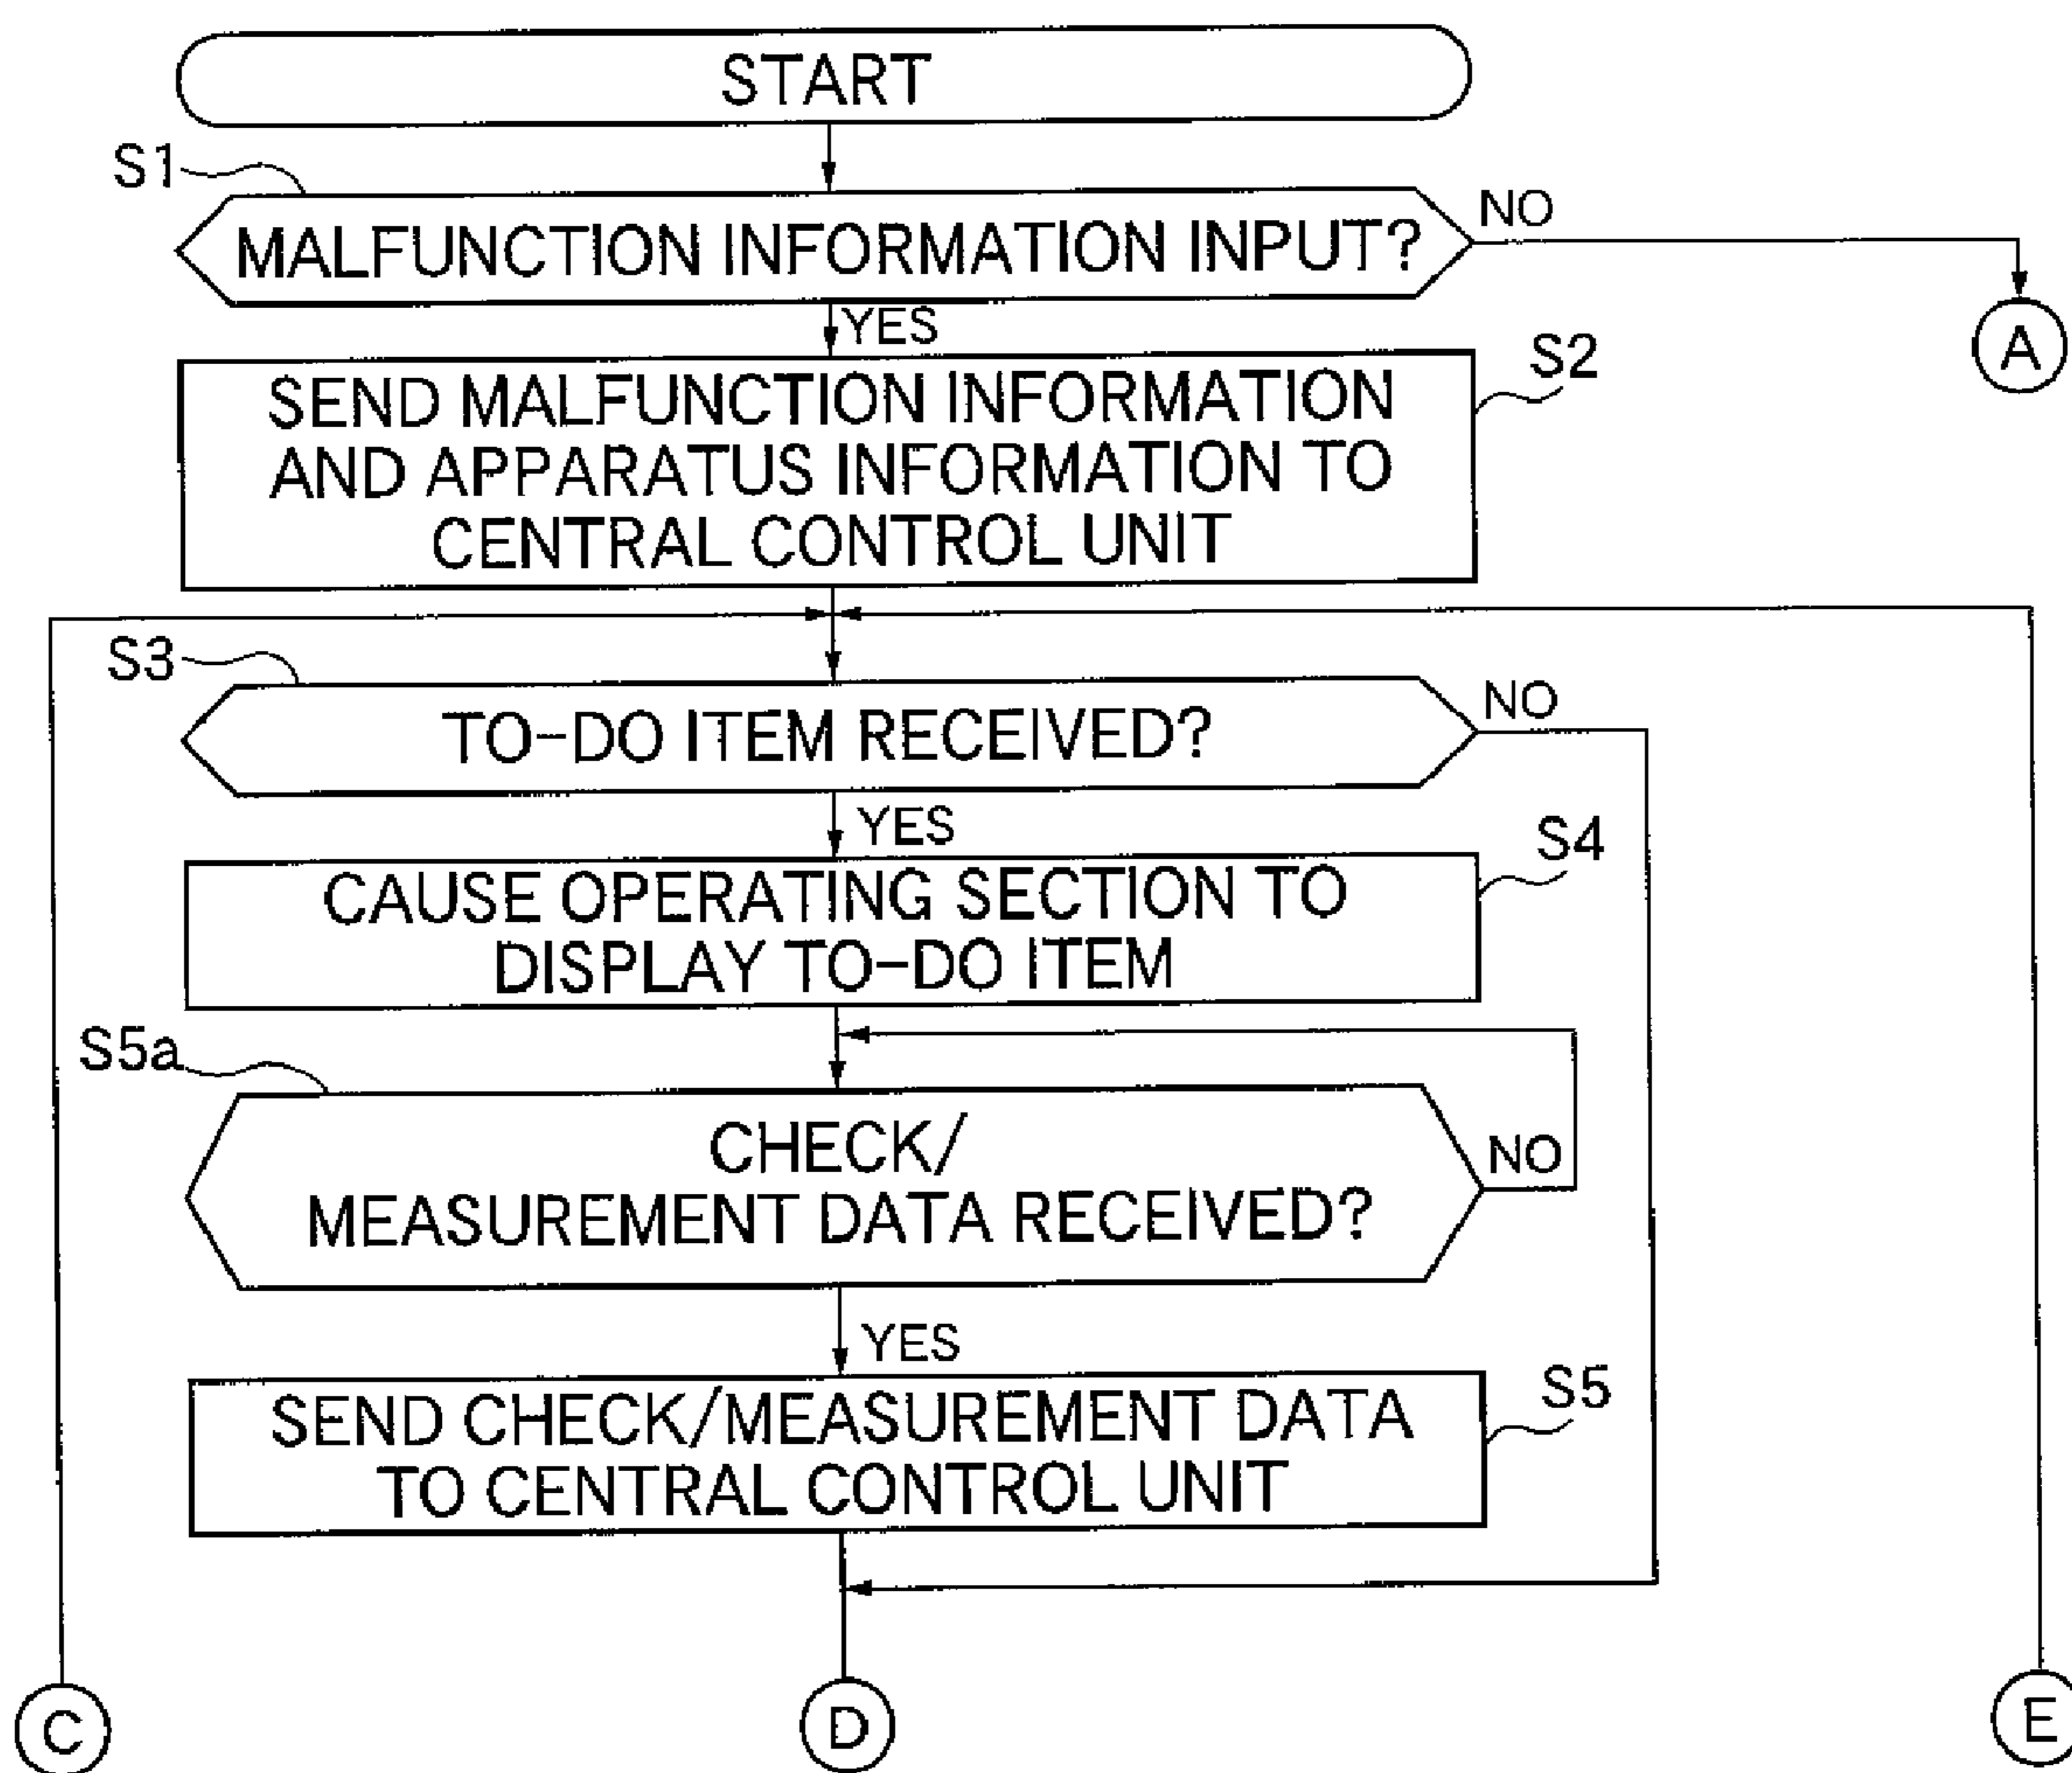 START
S1
MALFUNCTION INFORMATION INPUT?
NO
A
YES
S2
SEND MALFUNCTION INFORMATION
AND APPARATUS INFORMATION TO
CENTRAL CONTROL UNIT
S3
TO-DO ITEM RECEIVED?
NO
YES
S4
CAUSE OPERATING SECTION TO
DISPLAY TO-DO ITEM
S5a
CHECK/
MEASUREMENT DATA RECEIVED?
NO
YES
S5
SEND CHECK/MEASUREMENT DATA
TO CENTRAL CONTROL UNIT
C
D
E